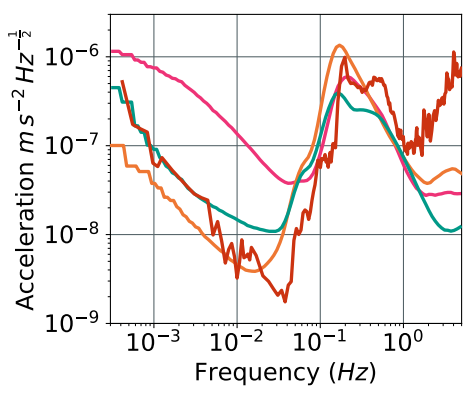 Acceleration m s⁻² Hz^{-1/2}
10⁻⁶
10⁻⁷
10⁻⁸
10⁻⁹
10⁻³ 10⁻² 10⁻¹ 10⁰
Frequency (Hz)